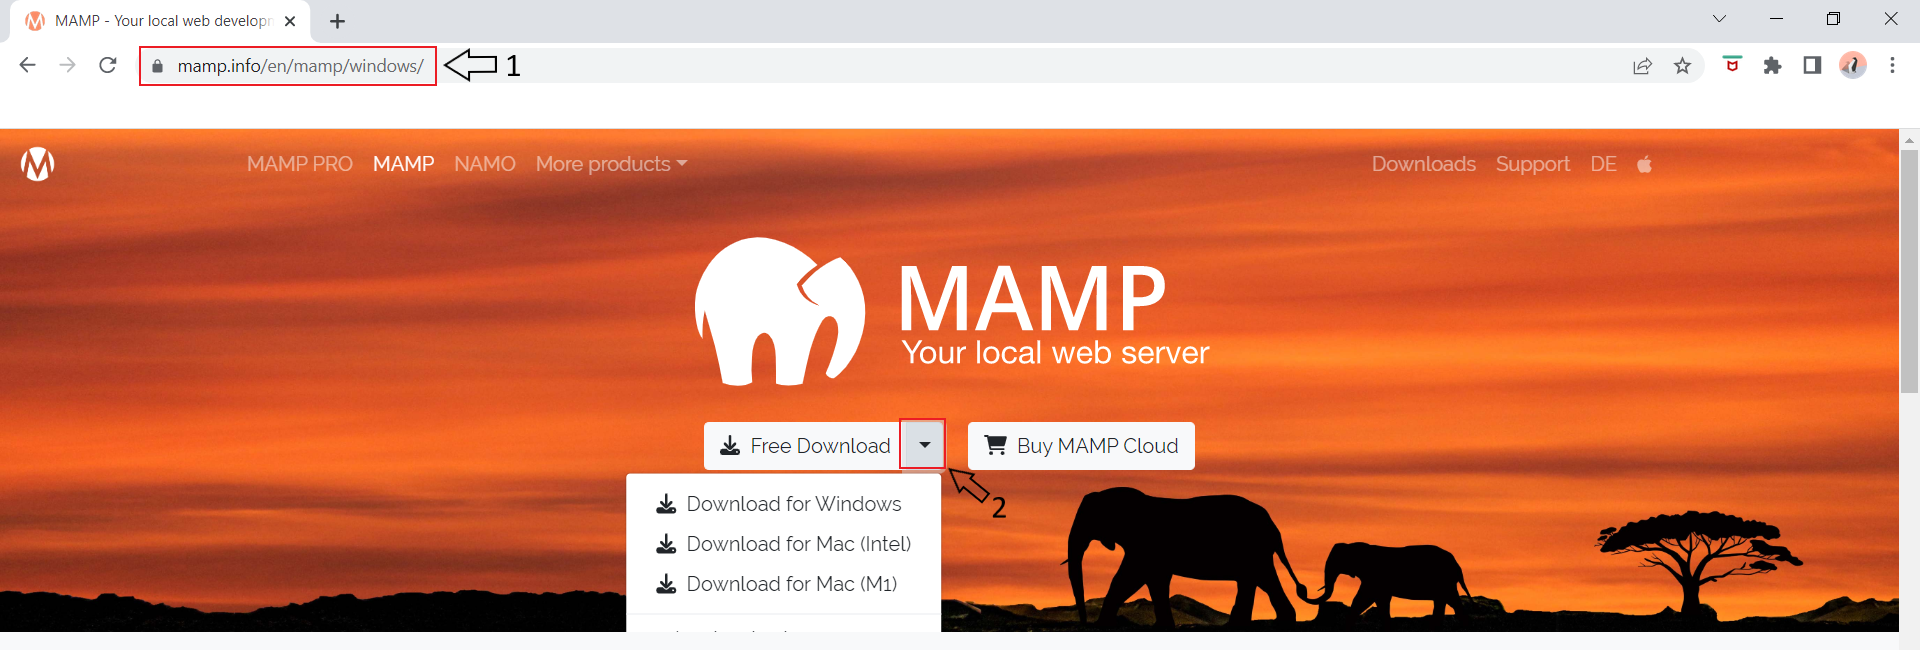 MAMP - Your local web develop
mamp.info/en/mamp/windows/
1
MAMP PRO MAMP NAMO More products Downloads Support DE
MAMP
Your local web server
Free Download Buy MAMP Cloud
2
Download for Windows
Download for Mac (Intel)
Download for Mac (M1)